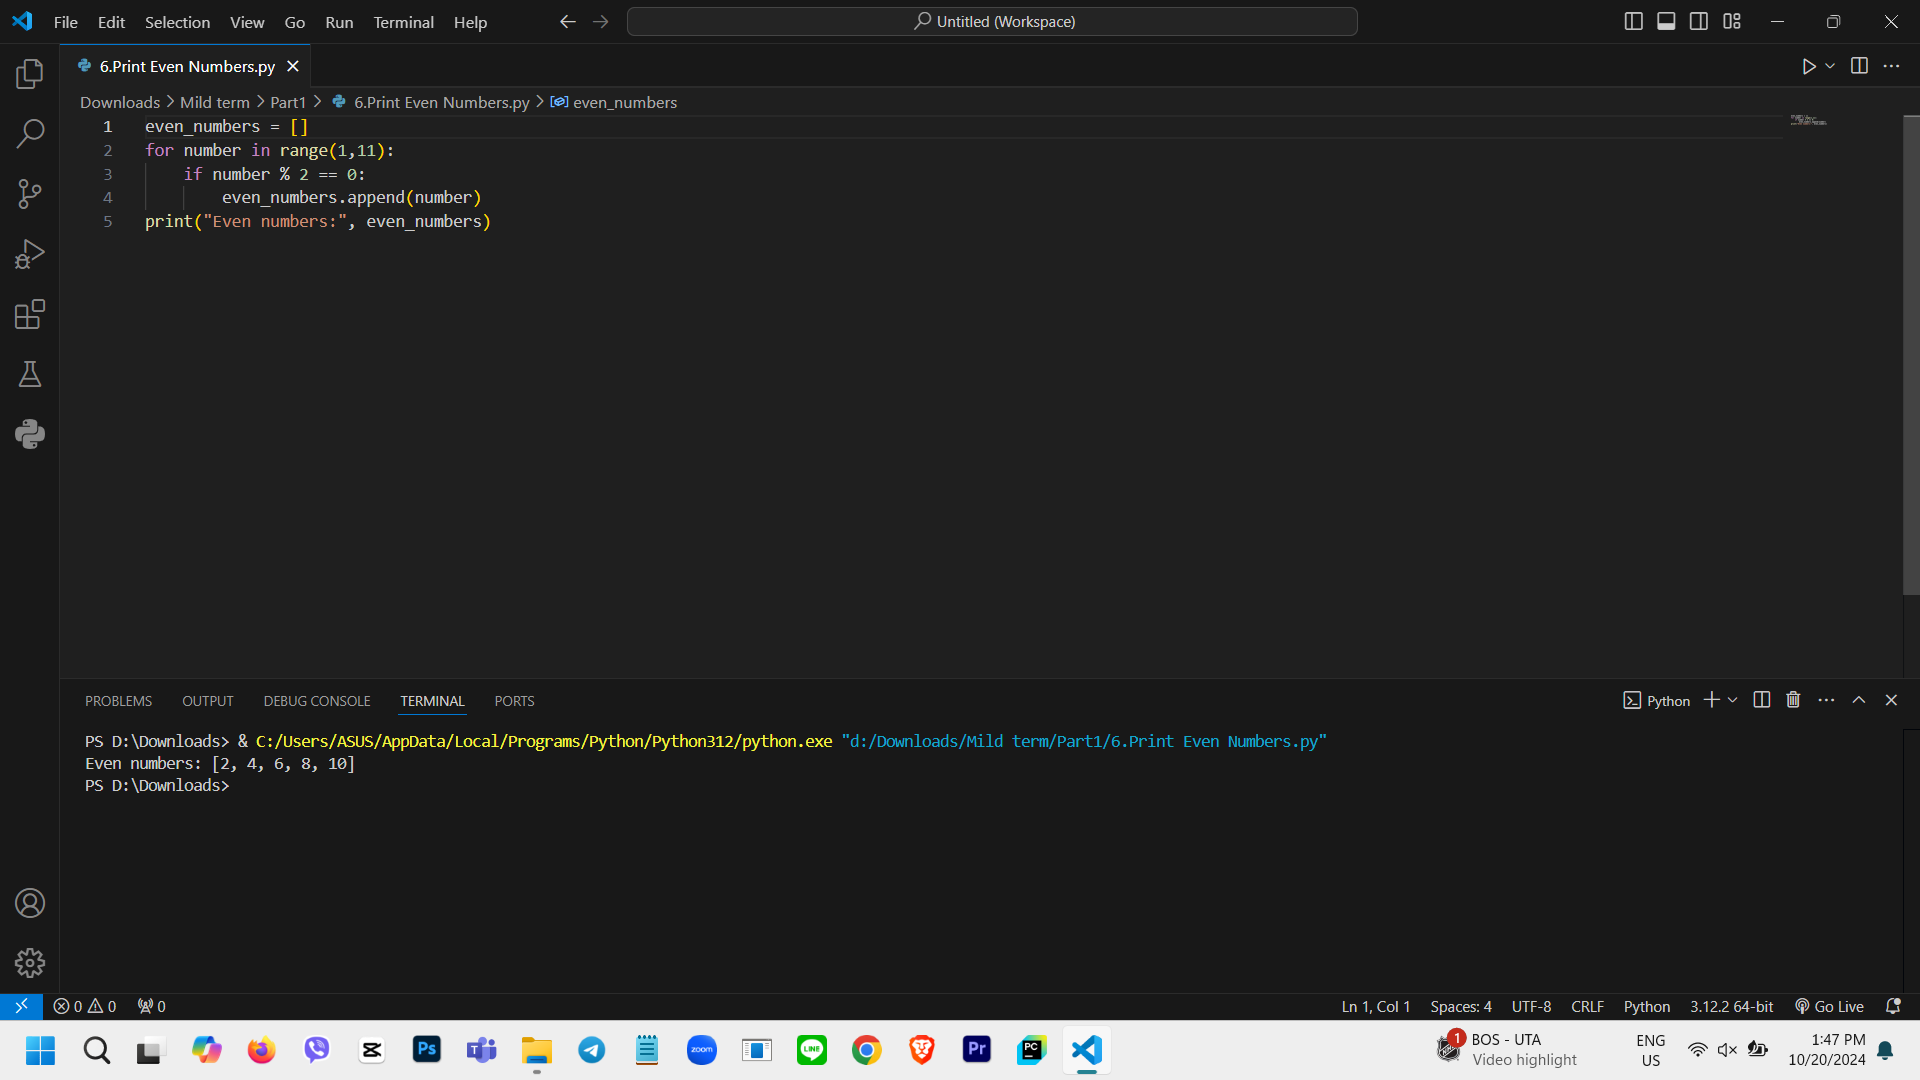 File Edit Selection View Go Run Terminal Help
Untitled (Workspace)
6.Print Even Numbers.py
Downloads > Mild term > Part1 > 6.Print Even Numbers.py > even_numbers
1 even_numbers = []
2 for number in range(1,11):
3 if number % 2 == 0:
4 even_numbers.append(number)
5 print("Even numbers:", even_numbers)
PROBLEMS OUTPUT DEBUG CONSOLE TERMINAL PORTS
Python
PS D:\Downloads> & C:/Users/ASUS/AppData/Local/Programs/Python/Python312/python.exe "d:/Downloads/Mild term/Part1/6.Print Even Numbers.py"
Even numbers: [2, 4, 6, 8, 10]
PS D:\Downloads>
0 0 0
Ln 1, Col 1 Spaces: 4 UTF-8 CRLF Python 3.12.2 64-bit Go Live
Ps
T
zoom
LINE
Pr
PC
1
BOS - UTA
Video highlight
ENG
US
1:47 PM
10/20/2024